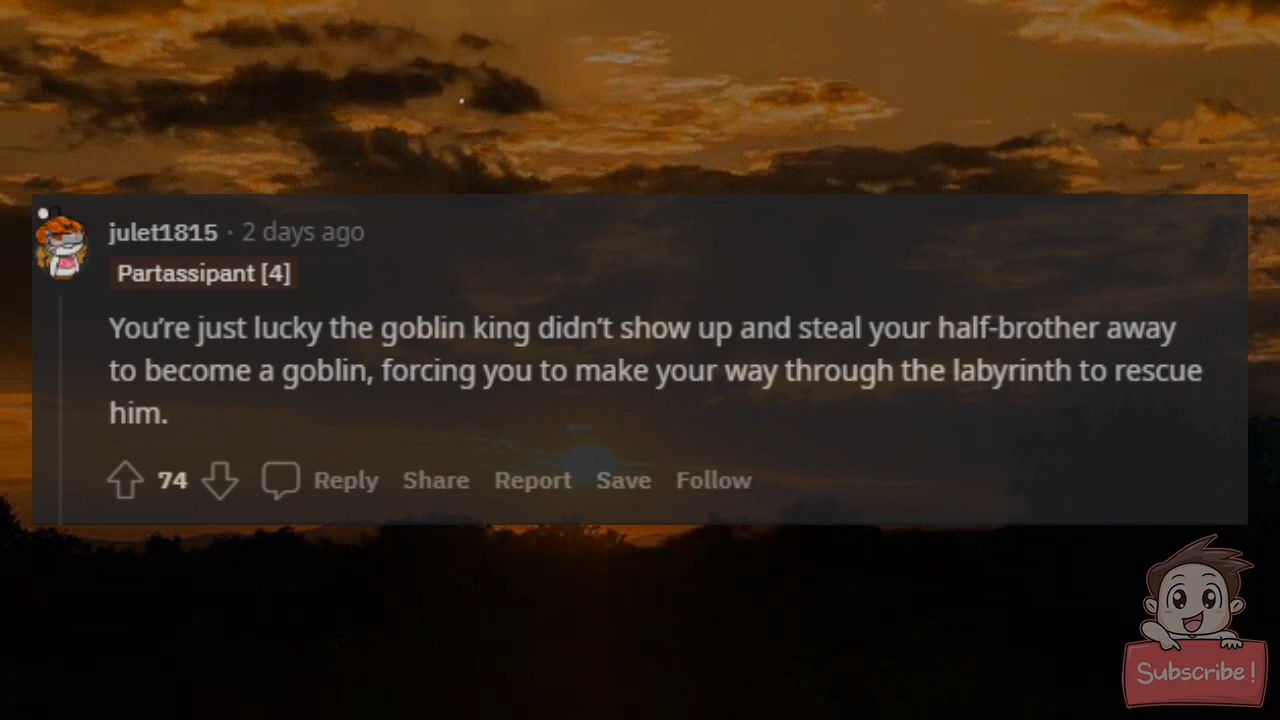 julet1815 · 2 days ago
Partassipant [4]
You’re just lucky the goblin king didn’t show up and steal your half-brother away
to become a goblin, forcing you to make your way through the labyrinth to rescue
him.
74 Reply Share Report Save Follow
Subscribe!